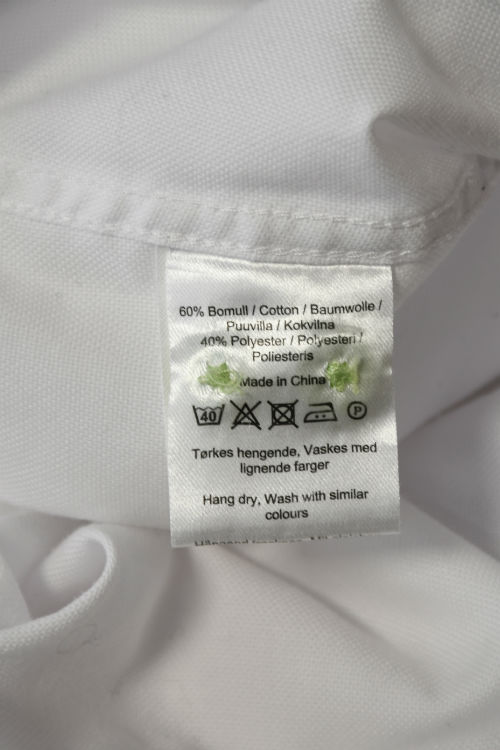 60% Bomull / Cotton / Baumwolle /
Puuvilla / Kokvilna
40% Polyester / Polyesteri /
Poliesteris
Made in China
40 P
Tørkes hengende, Vaskes med
lignende farger
Hang dry, Wash with similar
colours